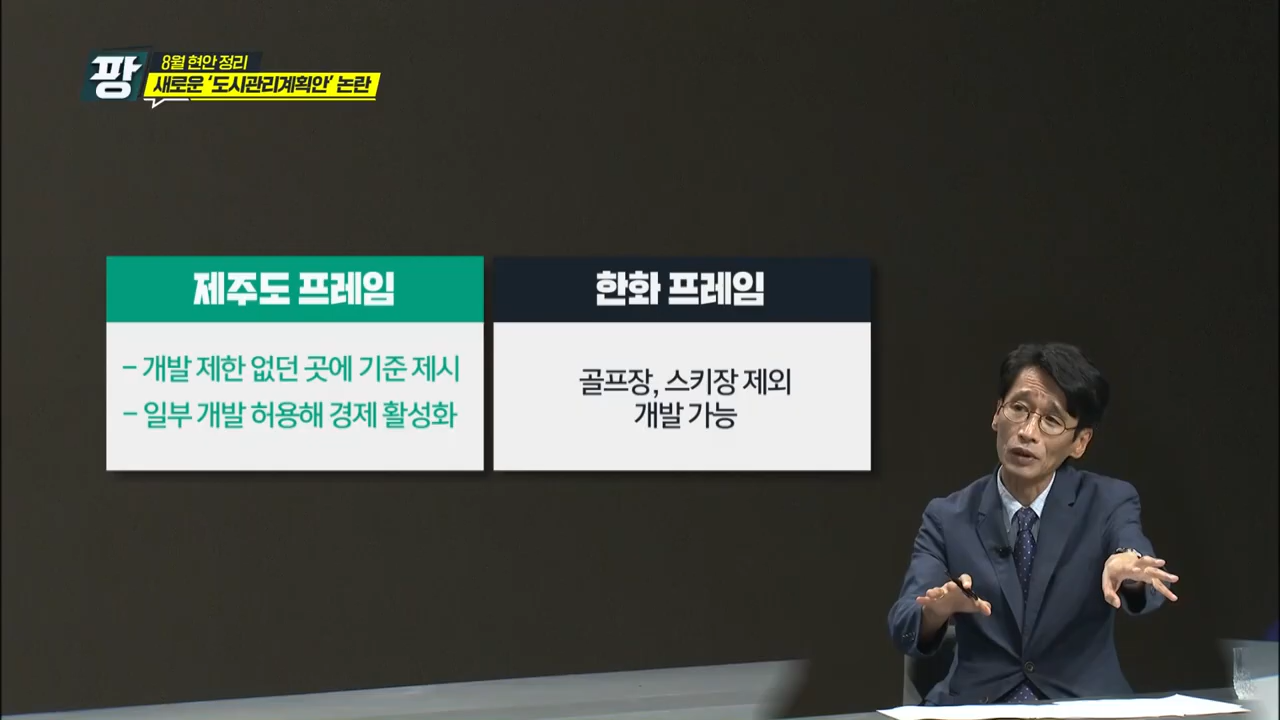 팡
8월 현안 정리
새로운 '도시관리계획안' 논란
제주도 프레임
- 개발 제한 없던 곳에 기준 제시
- 일부 개발 허용해 경제 활성화
한화 프레임
골프장, 스키장 제외
개발 가능